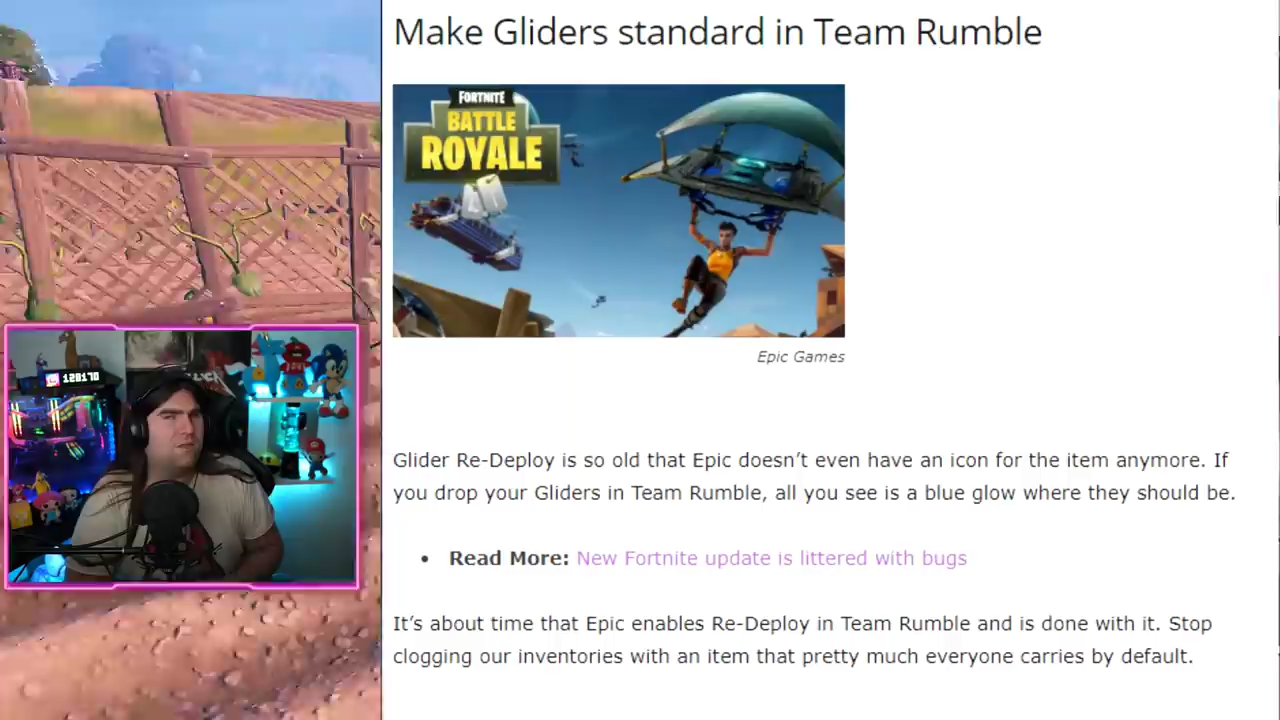 Make Gliders standard in Team Rumble
FORTNITE
BATTLE
ROYALE
Epic Games
128170
Glider Re-Deploy is so old that Epic doesn't even have an icon for the item anymore. If
you drop your Gliders in Team Rumble, all you see is a blue glow where they should be.
• Read More: New Fortnite update is littered with bugs
It's about time that Epic enables Re-Deploy in Team Rumble and is done with it. Stop
clogging our inventories with an item that pretty much everyone carries by default.